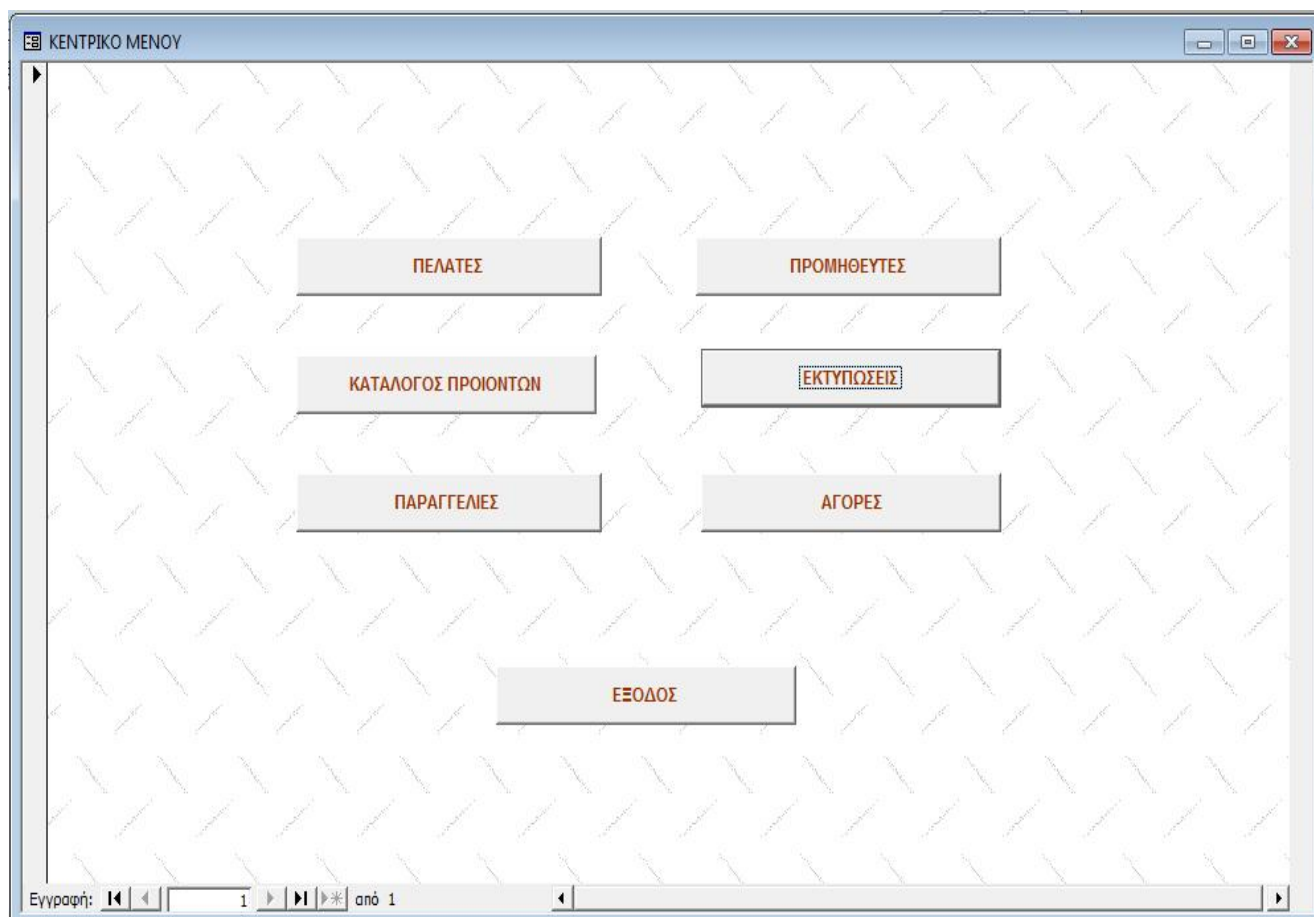 ΚΕΝΤΡΙΚΟ ΜΕΝΟΥ
ΠΕΛΑΤΕΣ
ΠΡΟΜΗΘΕΥΤΕΣ
ΚΑΤΑΛΟΓΟΣ ΠΡΟΙΟΝΤΩΝ
ΕΚΤΥΠΩΣΕΙΣ
ΠΑΡΑΓΓΕΛΙΕΣ
ΑΓΟΡΕΣ
ΕΞΟΔΟΣ
Εγγραφή: 1 από 1